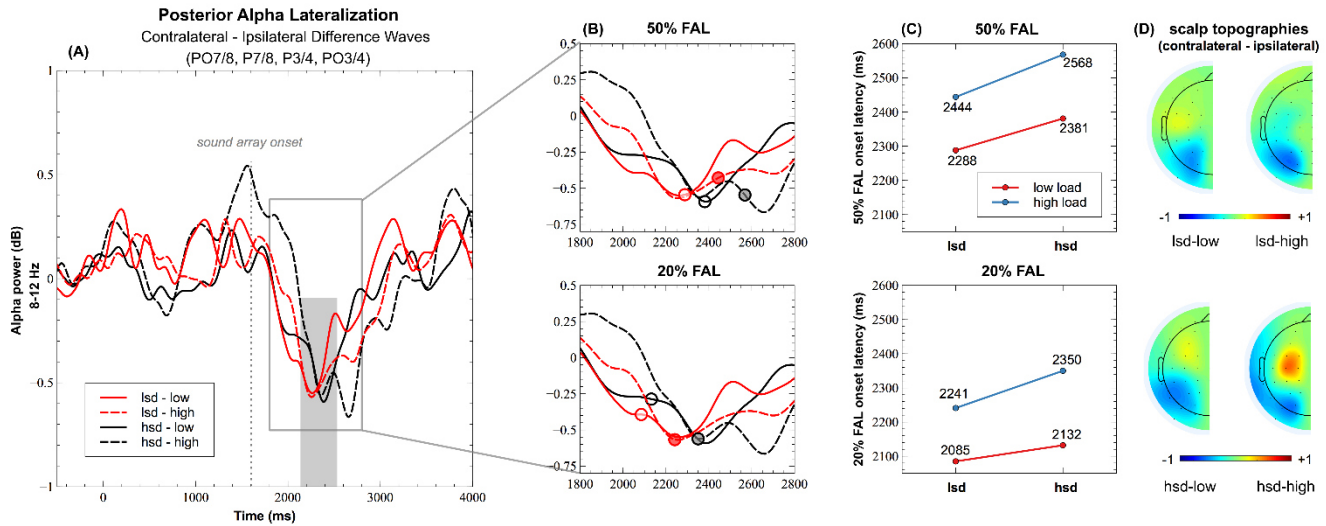 Posterior Alpha Lateralization
Contralateral - Ipsilateral Difference Waves
(PO7/8, P7/8, P3/4, PO3/4)
(A)
1
0.5
0
-0.5
-1
Alpha power (dB)
8-12 Hz
sound array onset
lsd - low
lsd - high
hsd - low
hsd - high
0
1000
2000
3000
4000
Time (ms)
(B)
50% FAL
0.5
0.25
0
-0.25
-0.5
-0.75
1800 2000 2200 2400 2600 2800
20% FAL
0.25
0
-0.25
-0.5
-0.75
1800 2000 2200 2400 2600 2800
(C)
50% FAL
50% FAL onset latency (ms)
2600
2500
2400
2300
2200
2100
2444
2568
2288
2381
low load
high load
lsd
hsd
20% FAL
20% FAL onset latency (ms)
2600
2500
2400
2300
2200
2100
2241
2350
2085
2132
lsd
hsd
(D)
scalp topographies
(contralateral - ipsilateral)
-1
+1
lsd-low
lsd-high
-1
+1
hsd-low
hsd-high